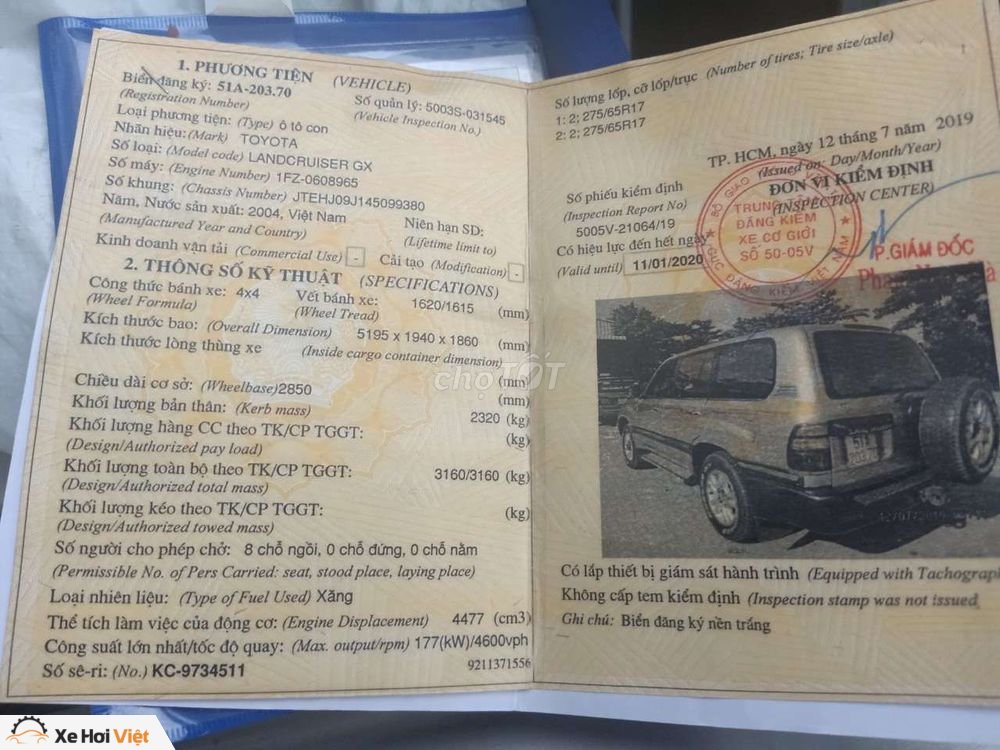 1. PHƯƠNG TIỆN (VEHICLE)
Biển đăng ký: 51A-203.70
(Registration Number)
Số quản lý: 5003S-031545
(Vehicle Inspection No.)
Loại phương tiện: (Type) Ô tô con
Nhãn hiệu: (Mark) TOYOTA
Số loại: (Model code) LANDCRUISER GX
Số máy: (Engine Number) 1FZ-0608965
Số khung: (Chassis Number) JTEHJ09J145099380
Năm, Nước sản xuất: 2004, Việt Nam
(Manufactured Year and Country)
Niên hạn SD:
(Lifetime limit to)
Kinh doanh vận tải (Commercial Use) - Cải tạo (Modification) -
2. THÔNG SỐ KỸ THUẬT (SPECIFICATIONS)
Công thức bánh xe: 4x4
(Wheel Formula)
Vết bánh xe: 1620/1615 (mm)
(Wheel Tread)
Kích thước bao: (Overall Dimension) 5195 x 1940 x 1860 (mm)
Kích thước lòng thùng xe (Inside cargo container dimension)
(mm)
Chiều dài cơ sở: (Wheelbase) 2850 (mm)
Khối lượng bản thân: (Kerb mass) 2320 (kg)
Khối lượng hàng CC theo TK/CP TGGT: (kg)
(Design/Authorized pay load)
Khối lượng toàn bộ theo TK/CP TGGT: 3160/3160 (kg)
(Design/Authorized total mass)
Khối lượng kéo theo TK/CP TGGT: (kg)
(Design/Authorized towed mass)
Số người cho phép chở: 8 chỗ ngồi, 0 chỗ đứng, 0 chỗ nằm
(Permissible No. of Pers Carried: seat, stood place, laying place)
Loại nhiên liệu: (Type of Fuel Used) Xăng
Thể tích làm việc của động cơ: (Engine Displacement) 4477 (cm3)
Công suất lớn nhất/tốc độ quay: (Max. output/rpm) 177(kW)/4600vph
Số sê-ri: (No.) KC-9734511
9211371556
Số lượng lốp, cỡ lốp/trục (Number of tires; Tire size/axle)
1: 2; 275/65R17
2: 2; 275/65R17
TP. HCM, ngày 12 tháng 7 năm 2019
(Issued on: Day/Month/Year)
ĐƠN VỊ KIỂM ĐỊNH
(INSPECTION CENTER)
Số phiếu kiểm định
(Inspection Report No)
5005V-21064/19
Có hiệu lực đến hết ngày
(Valid until) 11/01/2020
TRUNG
ĐĂNG KIỂM
XE CƠ GIỚI
SỐ 50-05V
CỤC ĐĂNG KIỂM VIỆT NAM
P.GIÁM ĐỐC
chợTỐT
Có lắp thiết bị giám sát hành trình (Equipped with Tachograph
Không cấp tem kiểm định (Inspection stamp was not issued
Ghi chú: Biển đăng ký nền trắng
Xe Hơi Việt